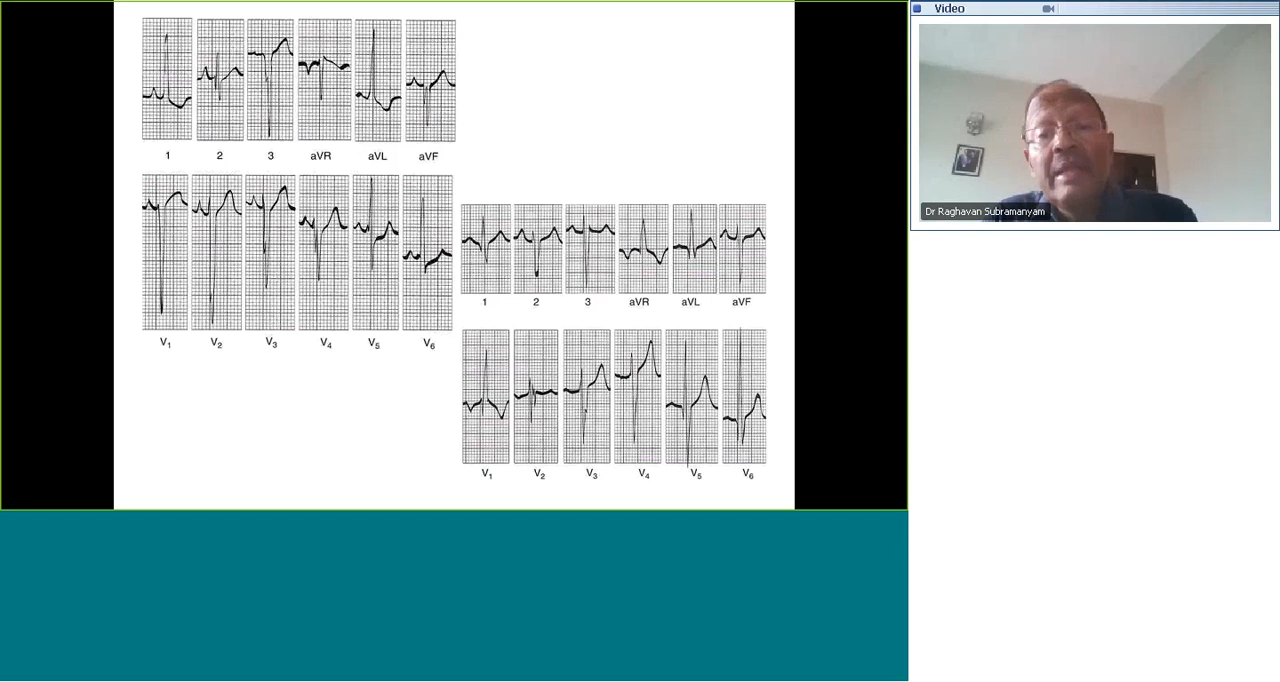 Video
Dr Raghavan Subramanyam
1 2 3 aVR aVL aVF
V1 V2 V3 V4 V5 V6
1 2 3 aVR aVL aVF
V1 V2 V3 V4 V5 V6